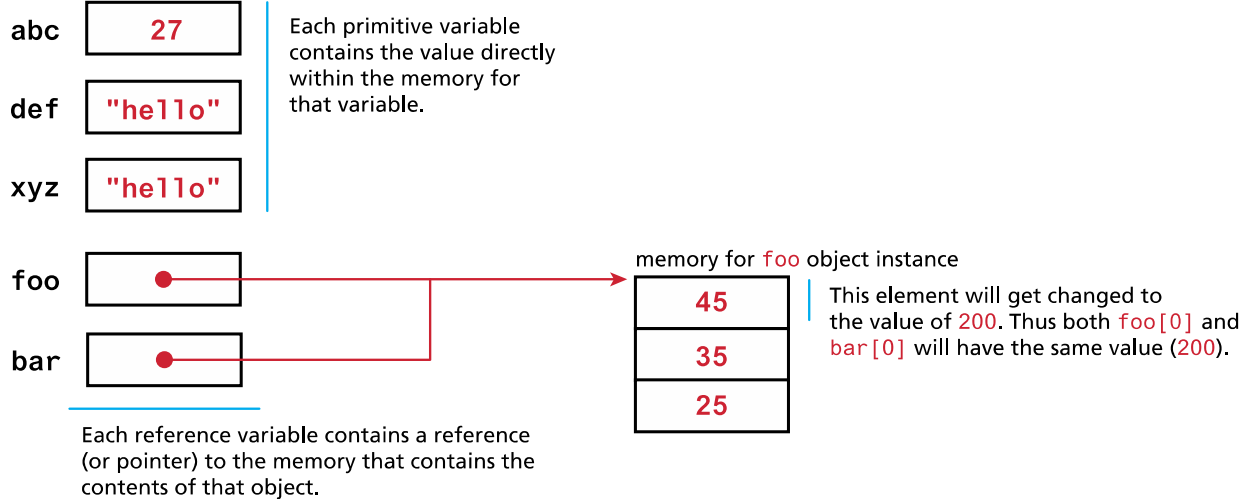 abc
27
Each primitive variable
contains the value directly
within the memory for
that variable.
def
"hello"
xyz
"hello"
foo
bar
memory for foo object instance
45
35
25
This element will get changed to
the value of 200. Thus both foo[0] and
bar[0] will have the same value (200).
Each reference variable contains a reference
(or pointer) to the memory that contains the
contents of that object.